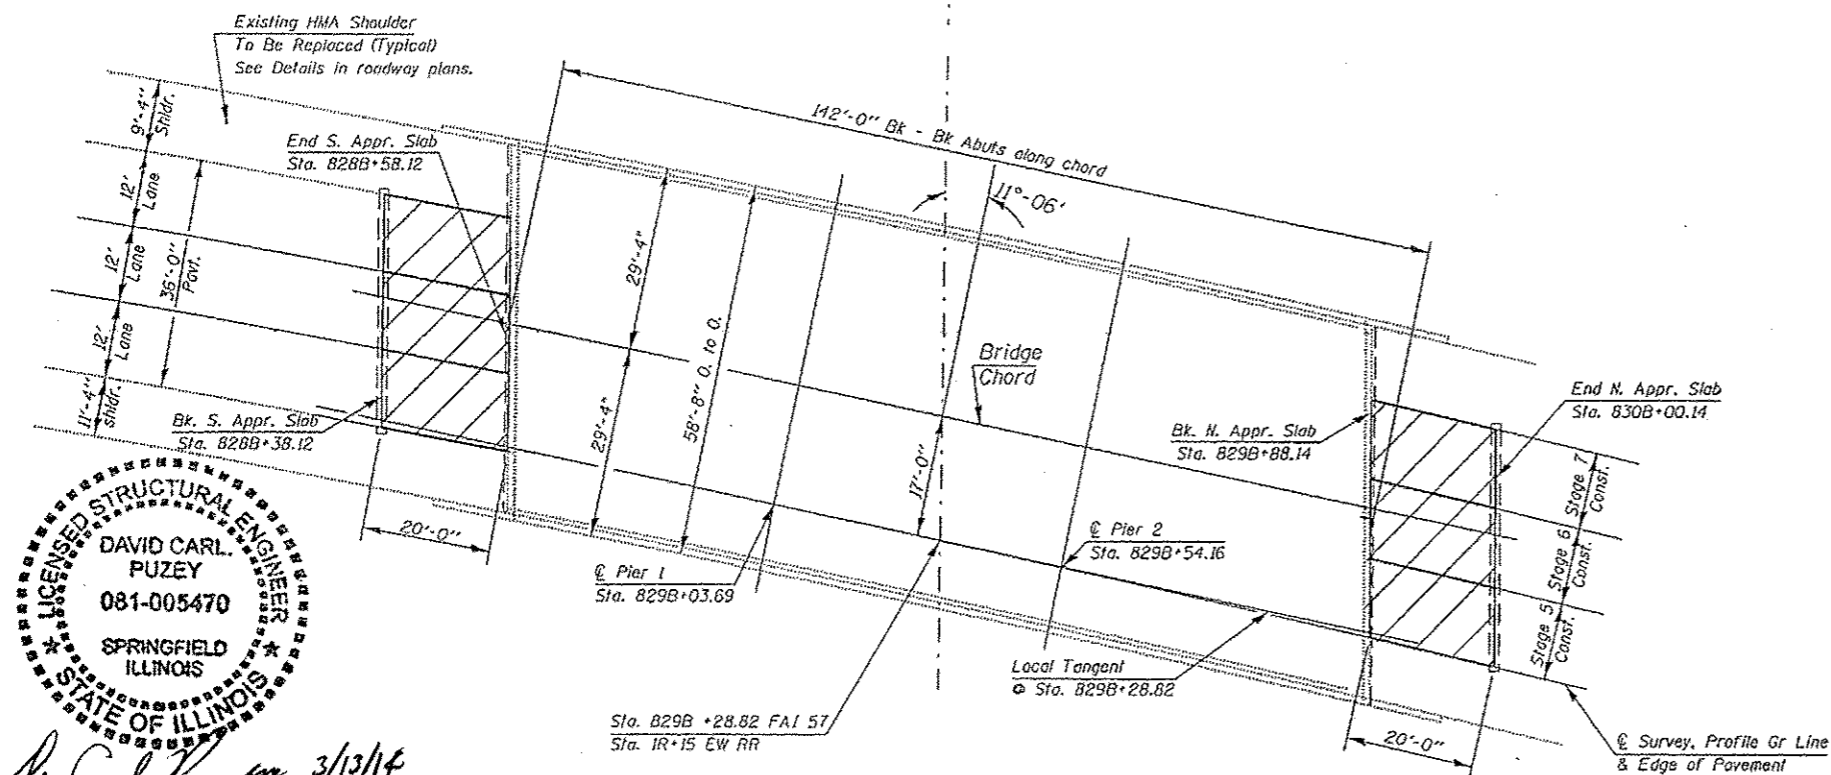 Existing HMA Shoulder
To Be Replaced (Typical)
See Details in roadway plans.
142'-0" Bk - Bk Abuts along chord
11°-06'
9'-4"
Shldr.
12'
Lane
12'
Lane
12'
Lane
36'-0"
Pavt.
11'-4"
shldr.
End S. Appr. Slab
Sta. 828B+58.12
Bk. S. Appr. Slab
Sta. 828B+38.12
20'-0"
29'-4"
29'-4"
58'-8" O. to O.
Bridge
Chord
17'-0"
℄ Pier 1
Sta. 829B+03.69
℄ Pier 2
Sta. 829B+54.16
Bk. N. Appr. Slab
Sta. 829B+88.14
End N. Appr. Slab
Sta. 830B+00.14
Stage 7
Const.
Stage 6
Const.
Stage 5
Const.
Local Tangent
@ Sta. 829B+28.82
Sta. 829B +28.82 FAI 57
Sta. 1R+15 EW RR
20'-0"
℄ Survey, Profile Gr Line
& Edge of Pavement
LICENSED STRUCTURAL ENGINEER
DAVID CARL.
PUZEY
081-005470
SPRINGFIELD
ILLINOIS
STATE OF ILLINOIS
3/13/14